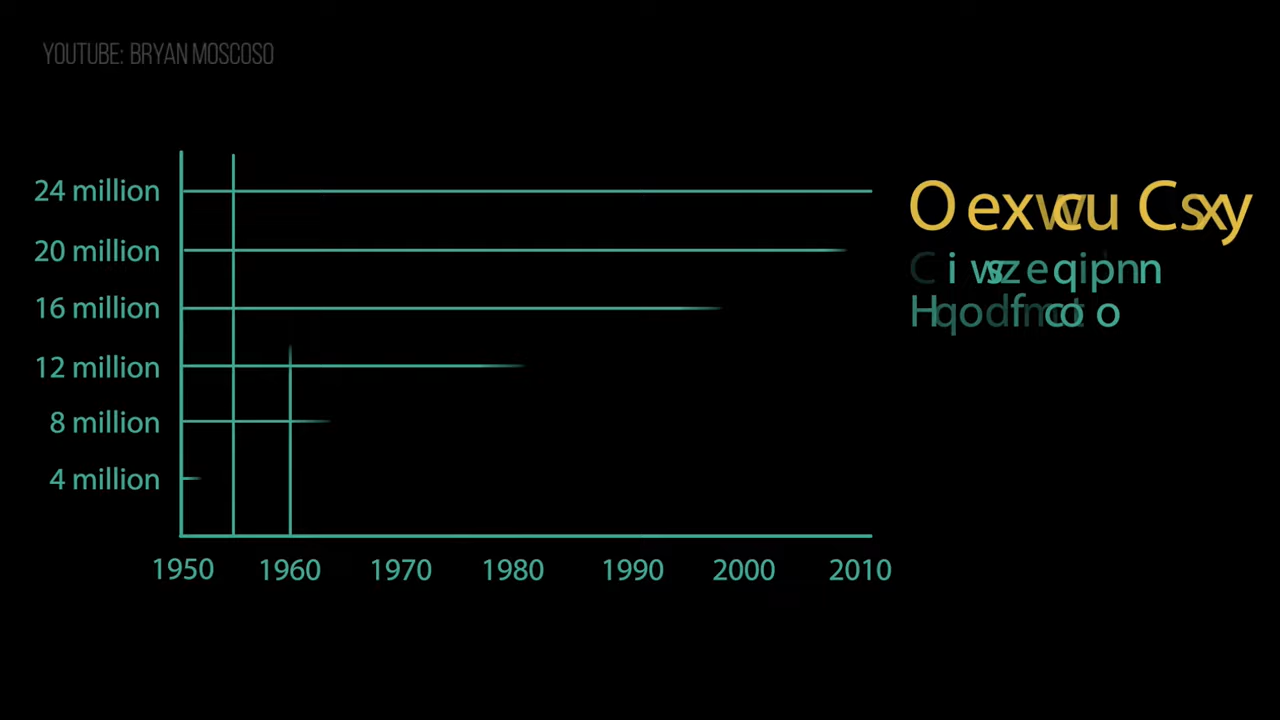 YOUTUBE: BRYAN MOSCOSO
24 million
20 million
16 million
12 million
8 million
4 million
1950 1960 1970 1980 1990 2000 2010